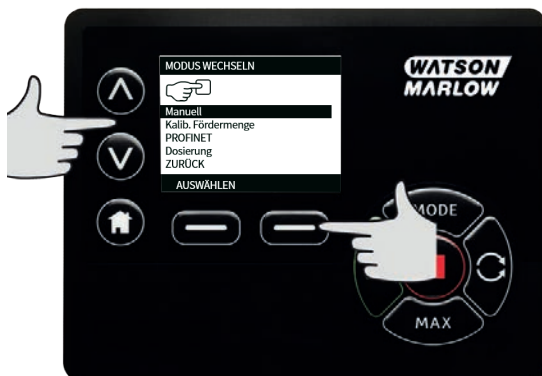 MODUS WECHSELN
WATSON
MARLOW
Manuell
Kalib. Fördermenge
PROFINET
Dosierung
ZURÜCK
AUSWÄHLEN
MODE
MAX